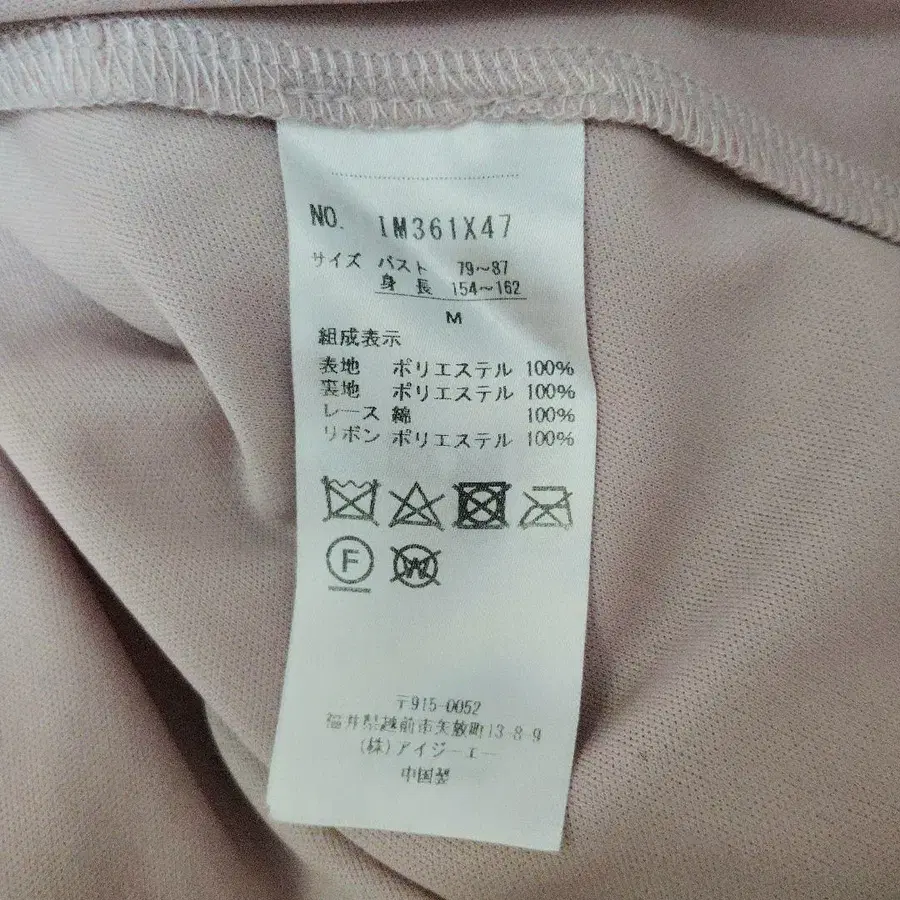 NO. IM361X47
サイズ バスト 79～87
身 長 154～162
M
組成表示
表地 ポリエステル 100%
裏地 ポリエステル 100%
レース 綿 100%
リボン ポリエステル 100%
F
W
〒915-0052
福井県越前市矢放町13-8-9
(株)アイジーエー
中国製